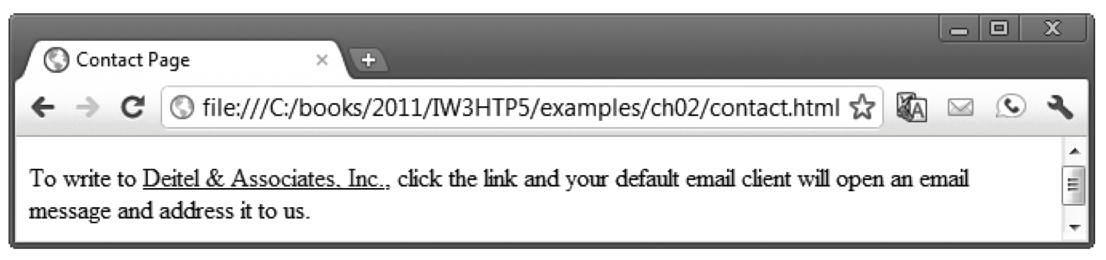 Contact Page
file:///C:/books/2011/IW3HTP5/examples/ch02/contact.html
To write to Deitel & Associates, Inc., click the link and your default email client will open an email
message and address it to us.